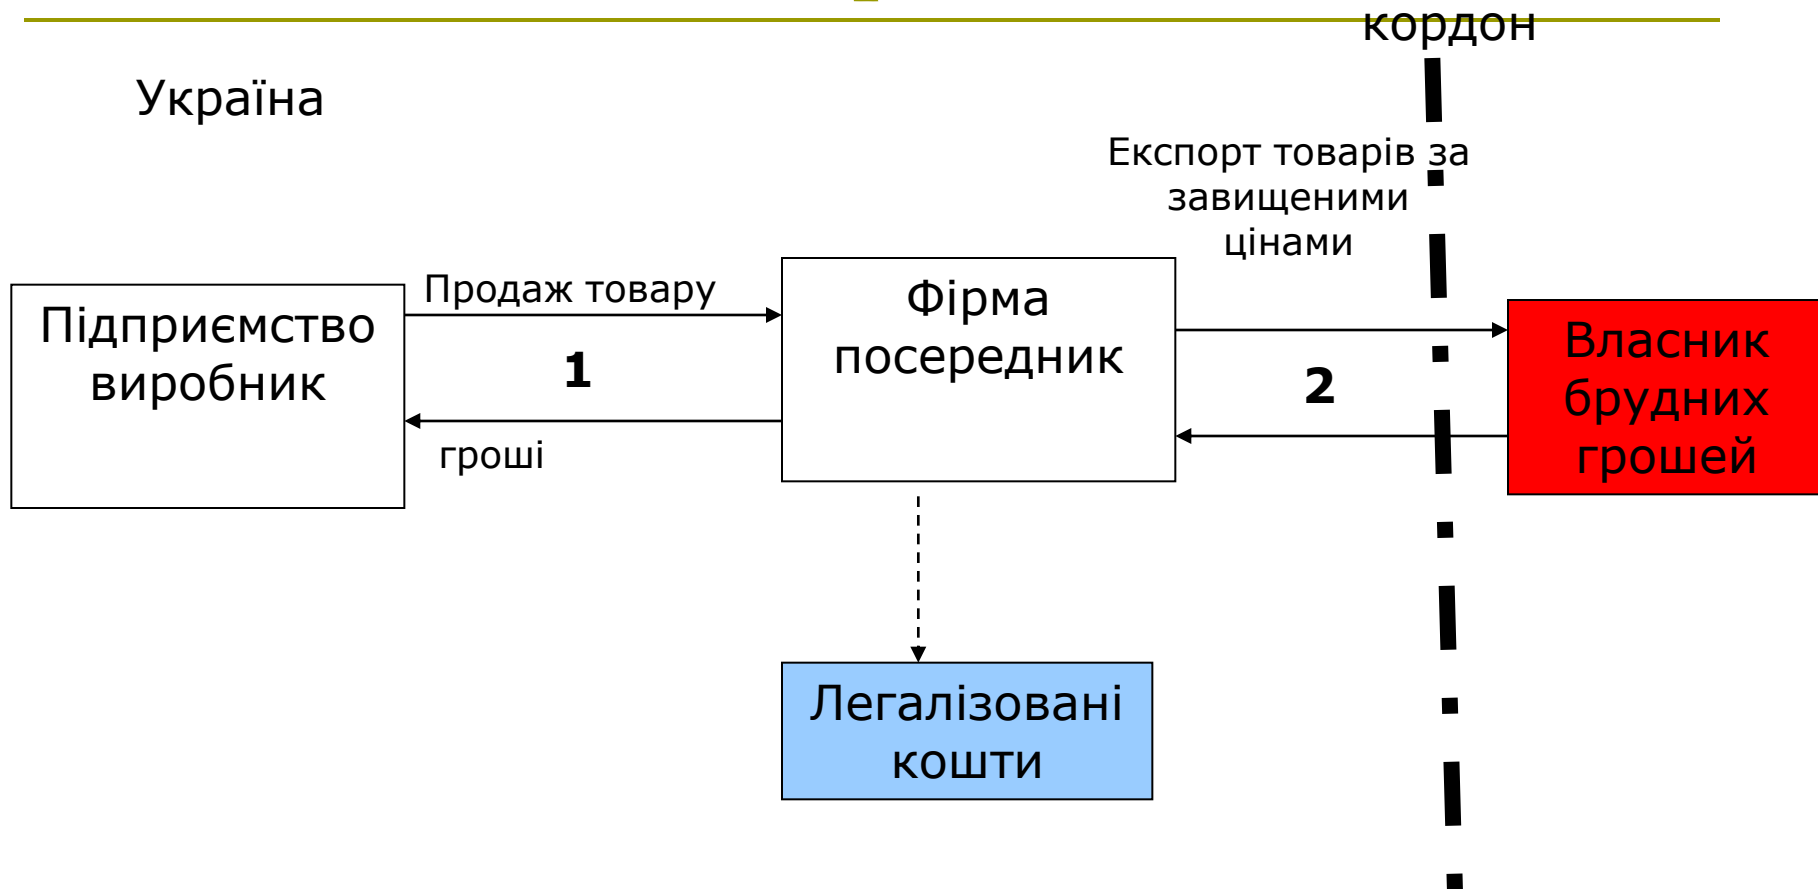 кордон
Україна
Експорт товарів за
завищеними
цінами
Продаж товару
Підприємство
виробник
1
гроші
Фірма
посередник
2
Власник
брудних
грошей
Легалізовані
кошти